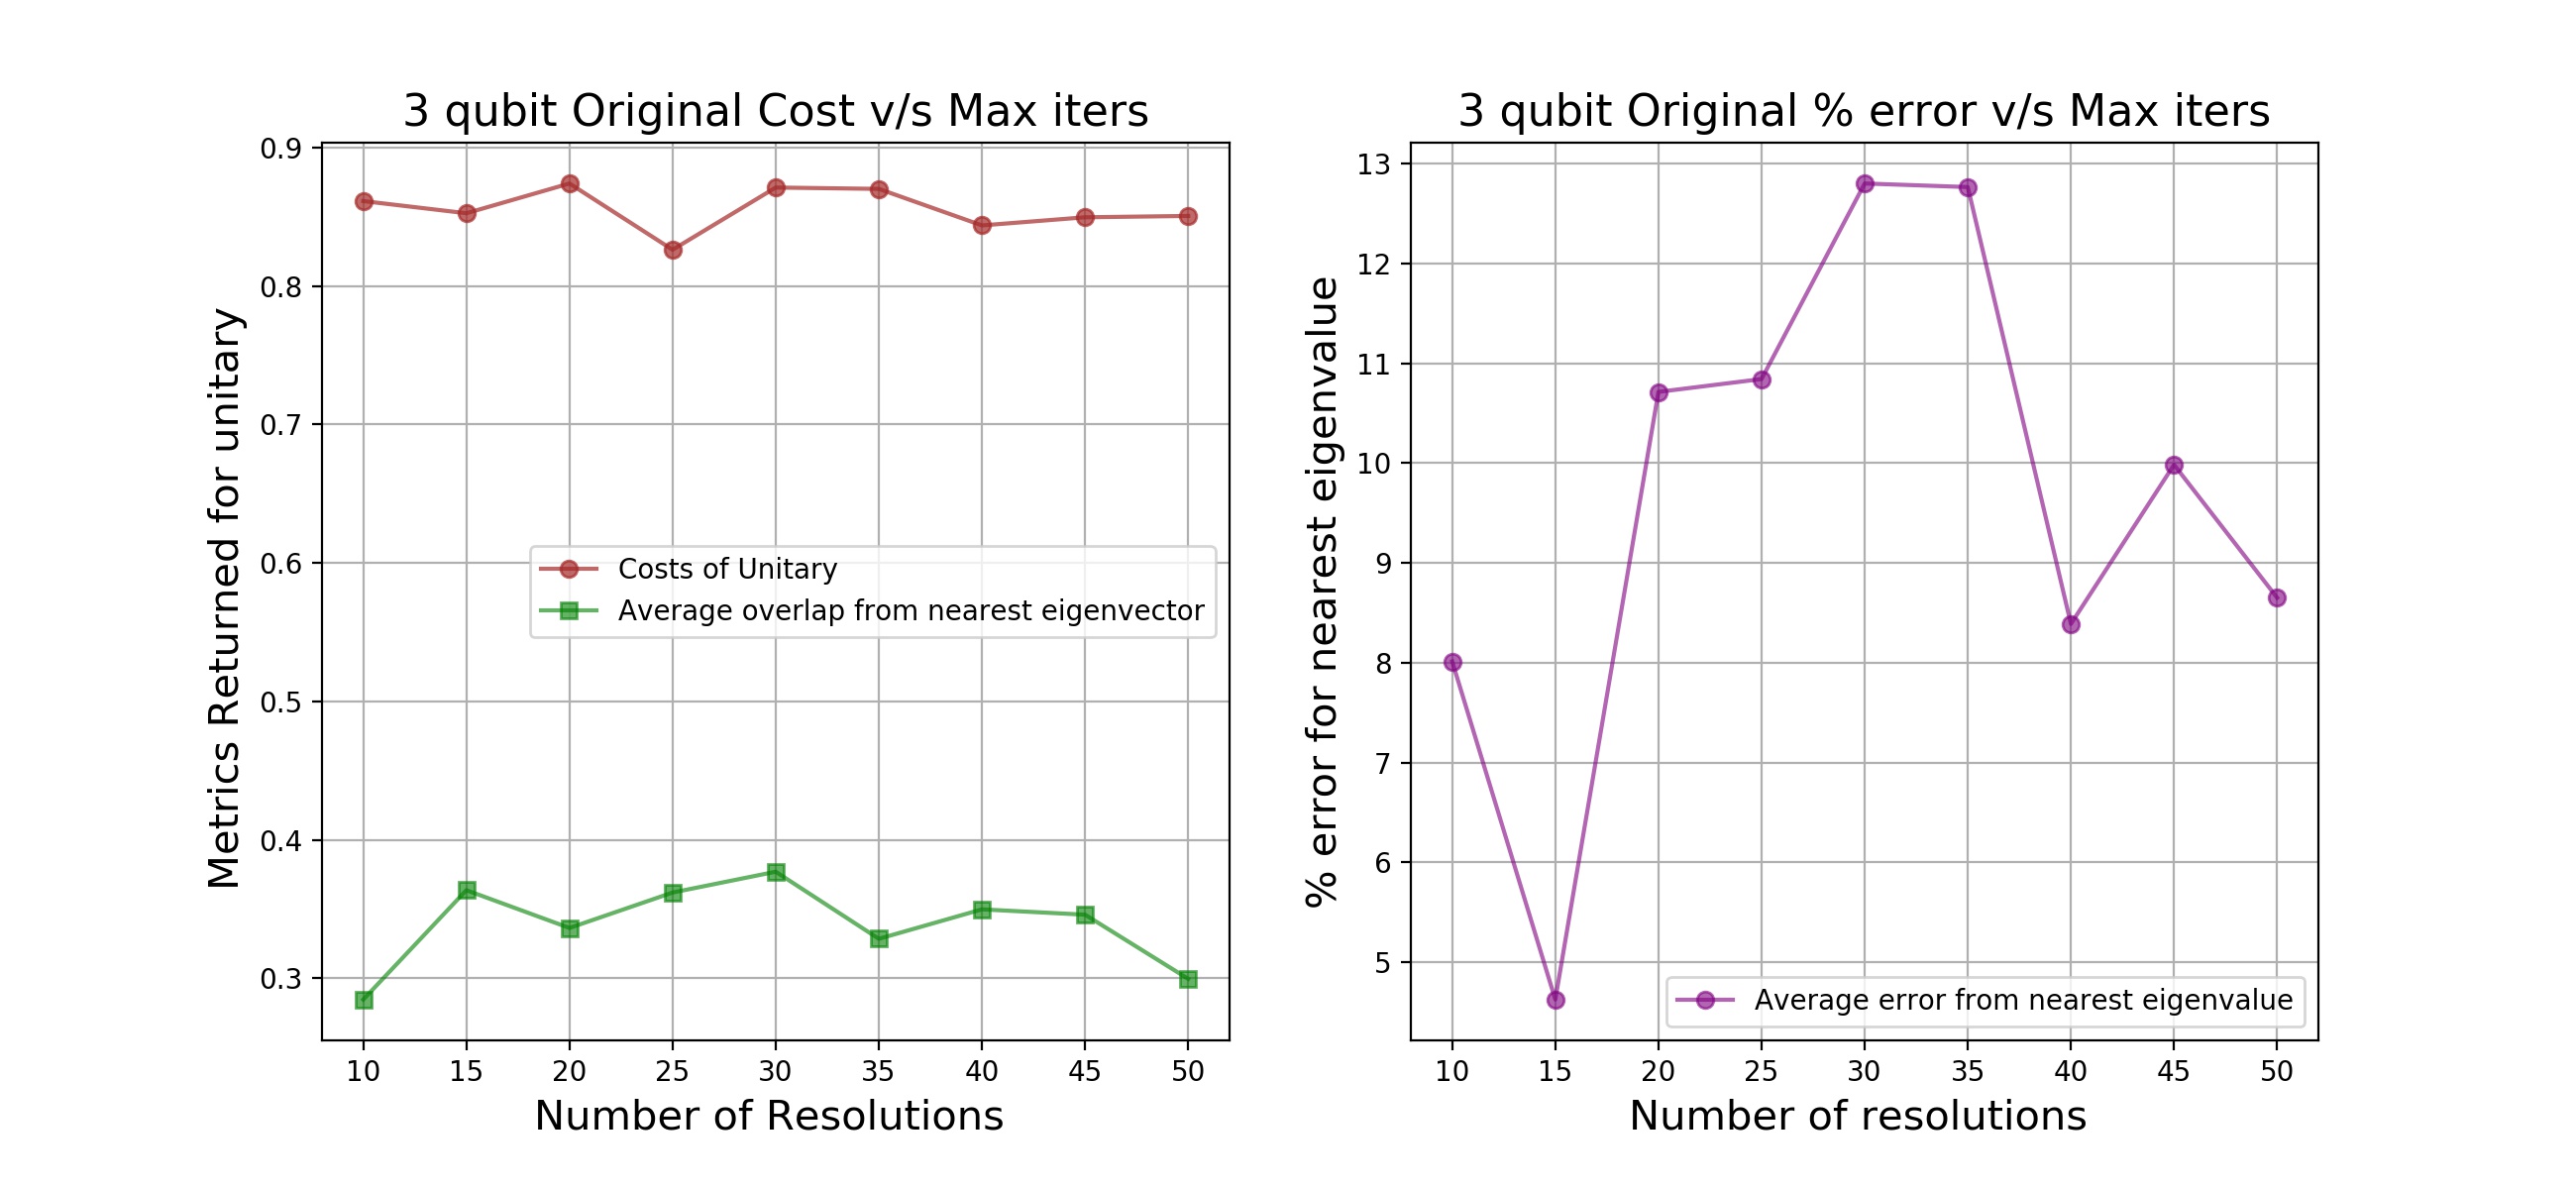 3 qubit Original Cost v/s Max iters
Metrics Returned for unitary
0.9
0.8
0.7
0.6
0.5
0.4
0.3
Costs of Unitary
Average overlap from nearest eigenvector
10 15 20 25 30 35 40 45 50
Number of Resolutions
3 qubit Original % error v/s Max iters
% error for nearest eigenvalue
13
12
11
10
9
8
7
6
5
Average error from nearest eigenvalue
10 15 20 25 30 35 40 45 50
Number of resolutions